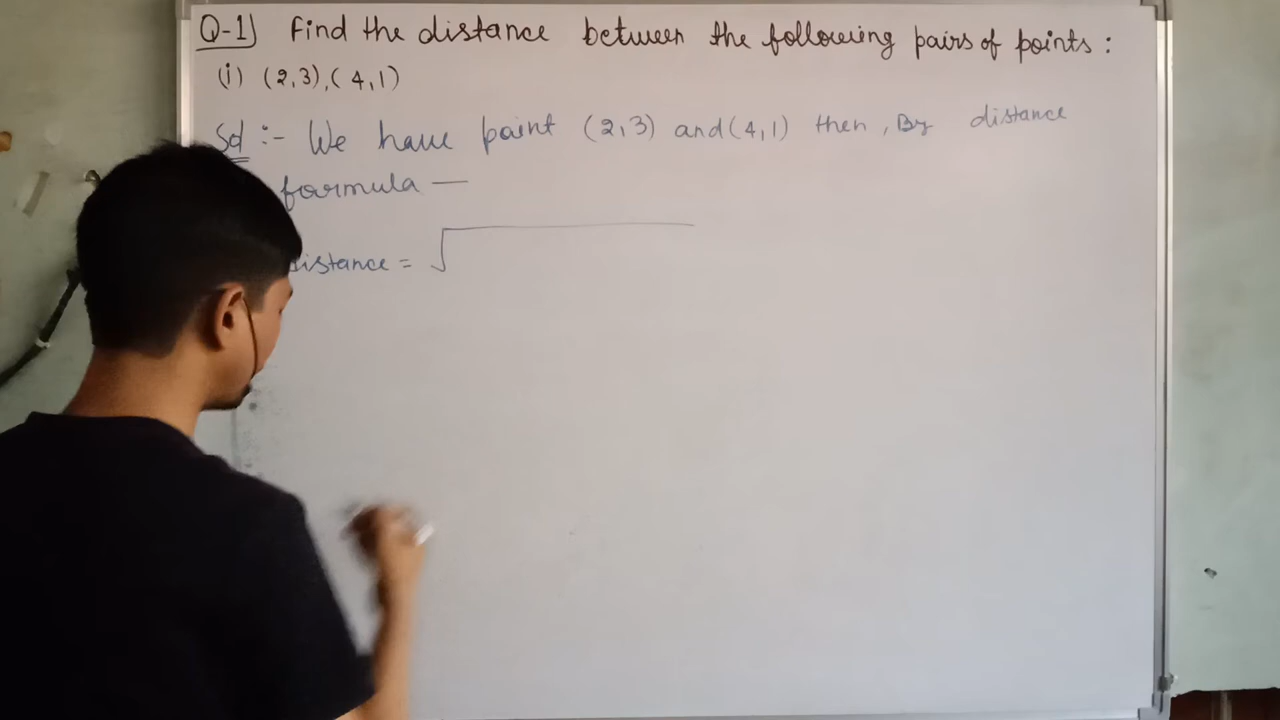 Q-1) Find the distance between the following pairs of points :
(i) (2,3),( 4,1)
Sol :- We have point (2,3) and (4,1) then , By distance
formula —
istance = √